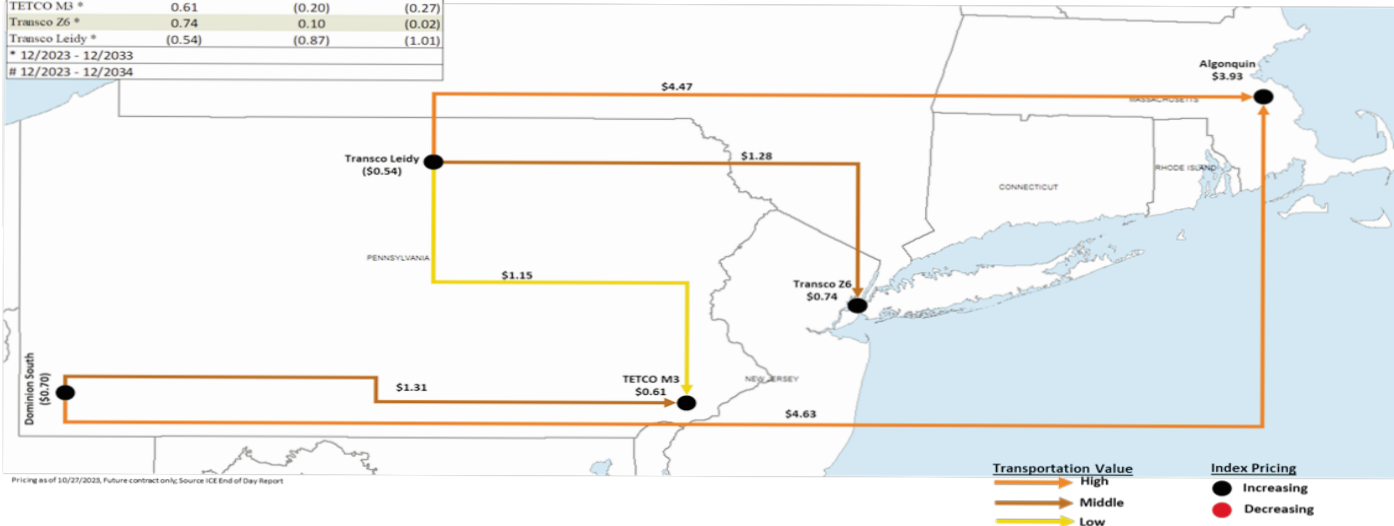 TETCO M3 * 0.61 (0.20) (0.27)
Transco Z6 * 0.74 0.10 (0.02)
Transco Leidy * (0.54) (0.87) (1.01)
* 12/2023 - 12/2033
# 12/2023 - 12/2034
Algonquin
$3.93
$4.47
MASSACHUSETTS
Transco Leidy
($0.54)
$1.28
RHODE ISLAND
CONNECTICUT
PENNSYLVANIA
$1.15
Transco Z6
$0.74
Dominion South
($0.70)
$1.31
TETCO M3
$0.61
NEW JERSEY
$4.63
Pricing as of 10/27/2023, Future contract only; Source ICE End of Day Report
Transportation Value
High
Middle
Low
Index Pricing
Increasing
Decreasing